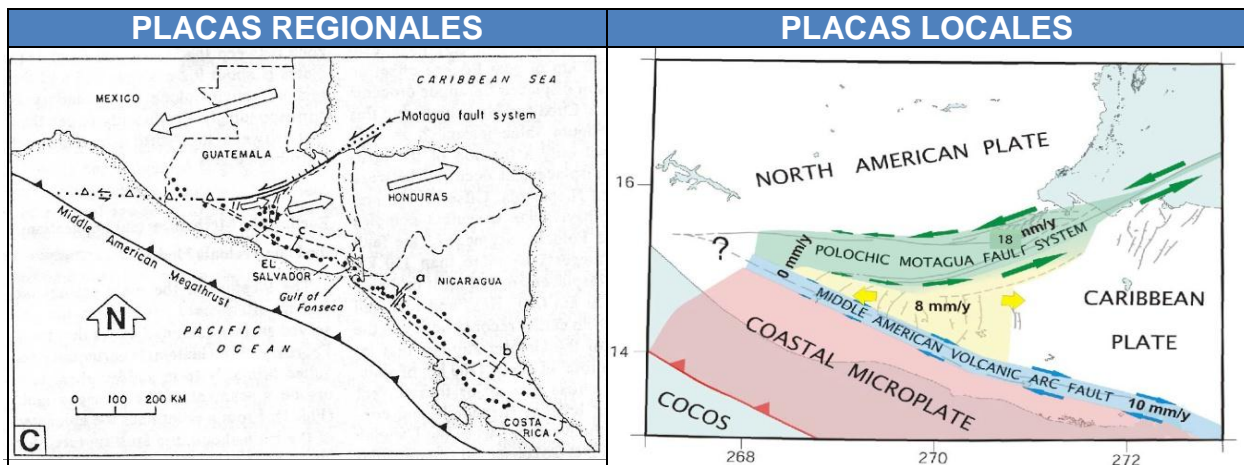 PLACAS REGIONALES
PLACAS LOCALES
MEXICO
CARIBBEAN SEA
Motagua fault system
GUATEMALA
HONDURAS
c
EL
SALVADOR
Gulf of
Fonseca
a
NICARAGUA
Middle American Megathrust
N
PACIFIC
OCEAN
b
COSTA
RICA
0 100 200 KM
C
16
14
NORTH AMERICAN PLATE
18 mm/y
POLOCHIC MOTAGUA FAULT SYSTEM
?
0 mm/y
8 mm/y
CARIBBEAN
PLATE
MIDDLE AMERICAN VOLCANIC ARC FAULT
10 mm/y
COASTAL MICROPLATE
COCOS
268
270
272